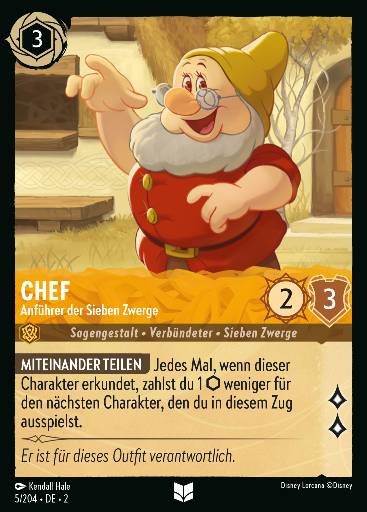 3
CHEF
Anführer der Sieben Zwerge
2
3
Sagengestalt • Verbündeter • Sieben Zwerge
MITEINANDER TEILEN Jedes Mal, wenn dieser
Charakter erkundet, zahlst du 1 weniger für
den nächsten Charakter, den du in diesem Zug
ausspielst.
Er ist für dieses Outfit verantwortlich.
Kendall Hale
Disney Lorcana ©Disney
5/204 • DE • 2